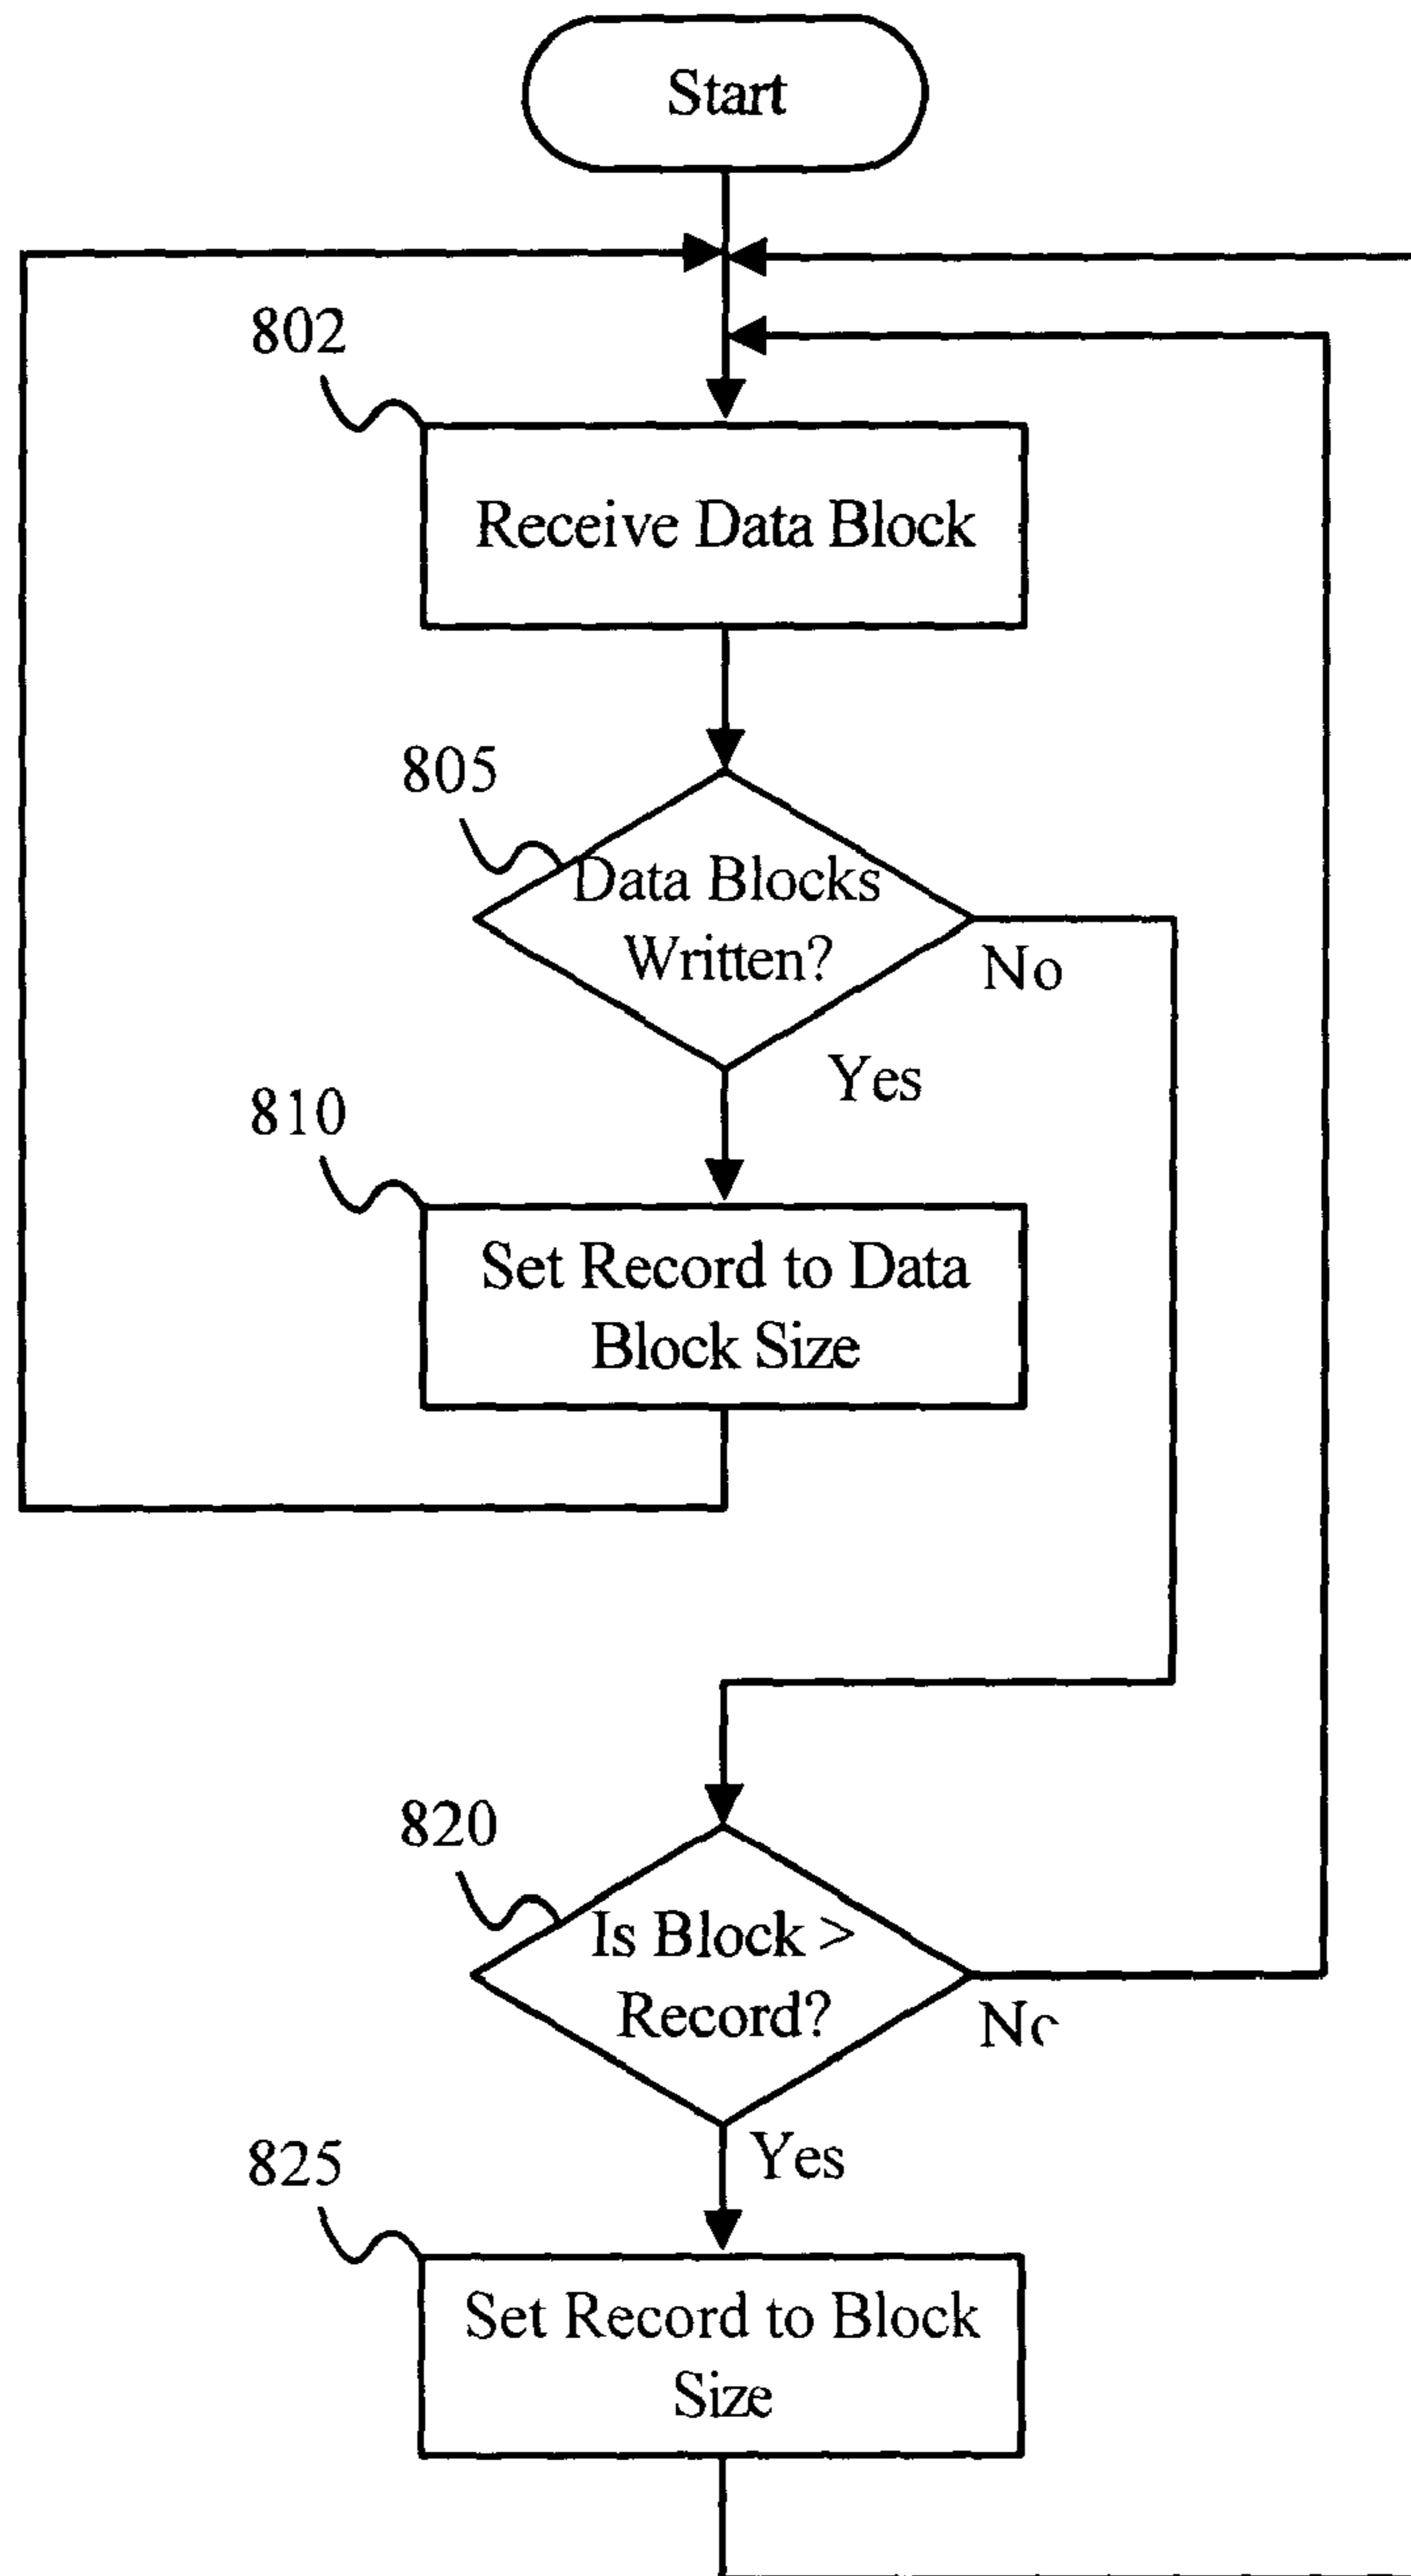 Start
802
Receive Data Block
805
Data Blocks
Written?
No
Yes
810
Set Record to Data
Block Size
820
Is Block >
Record?
No
Yes
825
Set Record to Block
Size